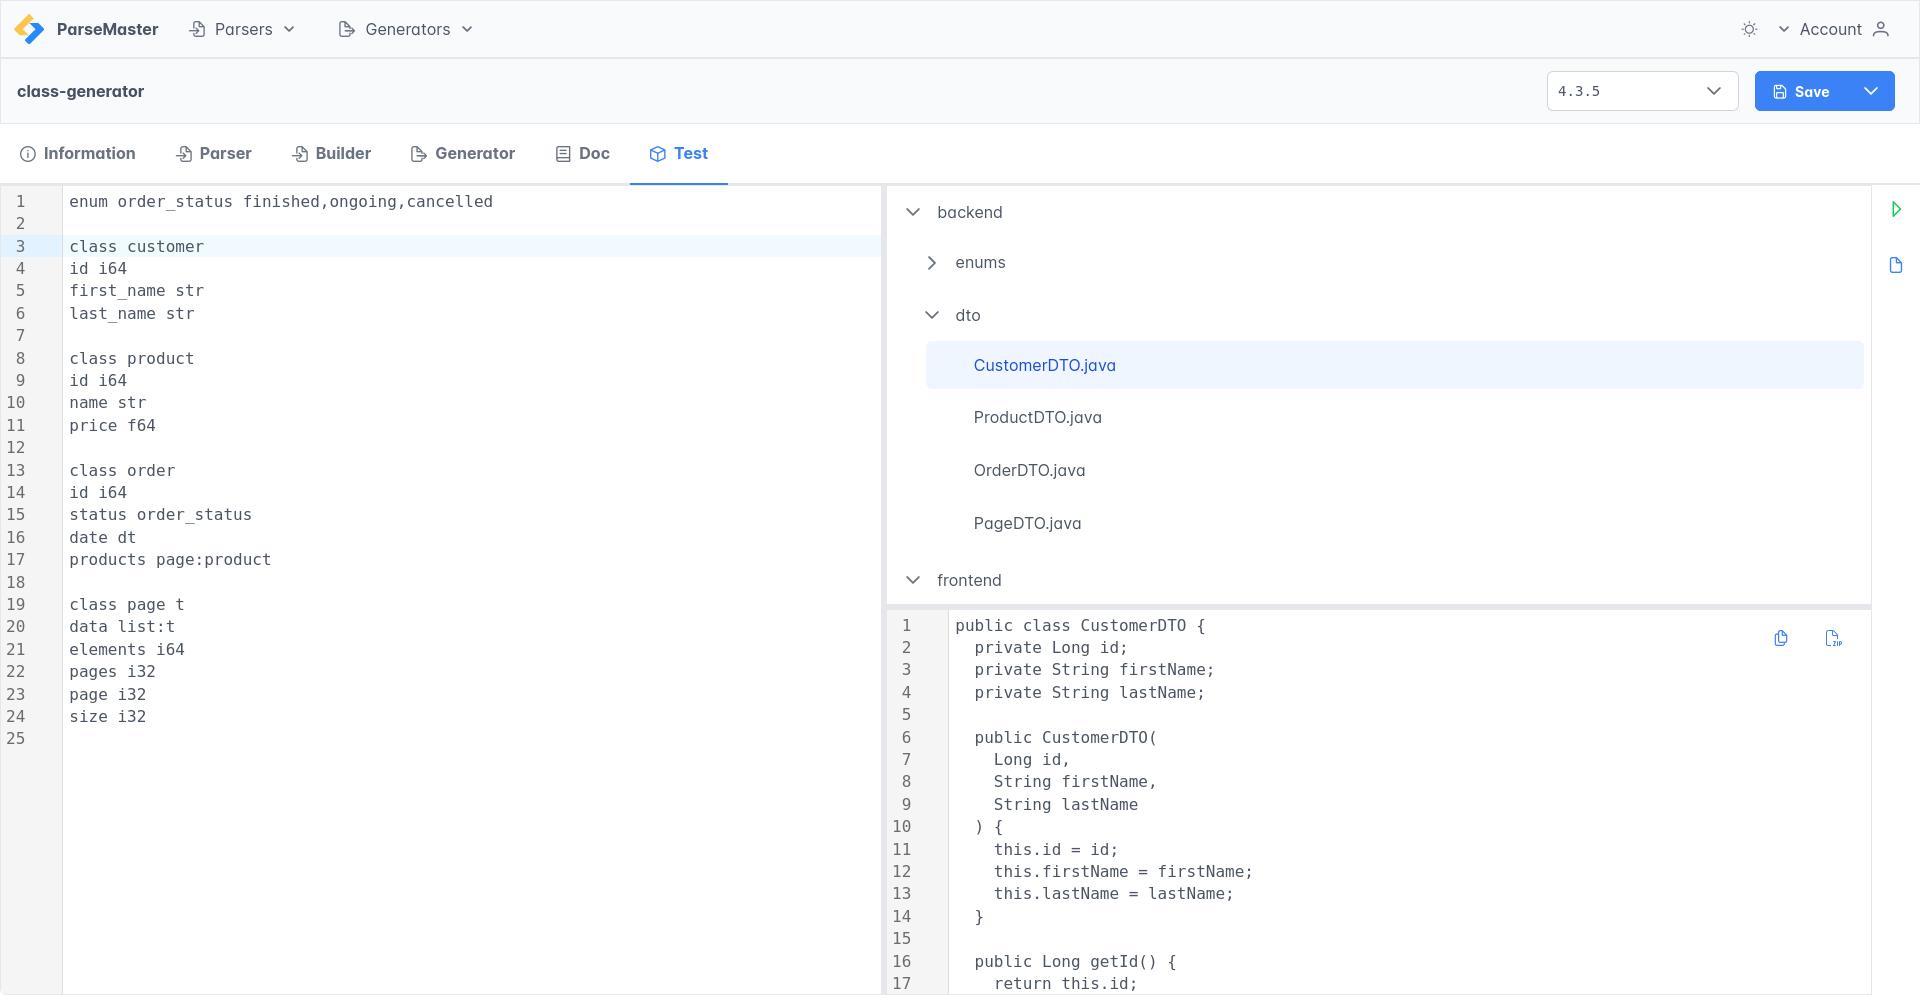 ParseMaster Parsers Generators Account
class-generator 4.3.5 Save
Information Parser Builder Generator Doc Test
1 enum order_status finished,ongoing,cancelled
2
3 class customer
4 id i64
5 first_name str
6 last_name str
7
8 class product
9 id i64
10 name str
11 price f64
12
13 class order
14 id i64
15 status order_status
16 date dt
17 products page:product
18
19 class page t
20 data list:t
21 elements i64
22 pages i32
23 page i32
24 size i32
25
backend
enums
dto
CustomerDTO.java
ProductDTO.java
OrderDTO.java
PageDTO.java
frontend
1 public class CustomerDTO {
2   private Long id;
3   private String firstName;
4   private String lastName;
5
6   public CustomerDTO(
7     Long id,
8     String firstName,
9     String lastName
10   ) {
11     this.id = id;
12     this.firstName = firstName;
13     this.lastName = lastName;
14   }
15
16   public Long getId() {
17     return this.id;
ZIP